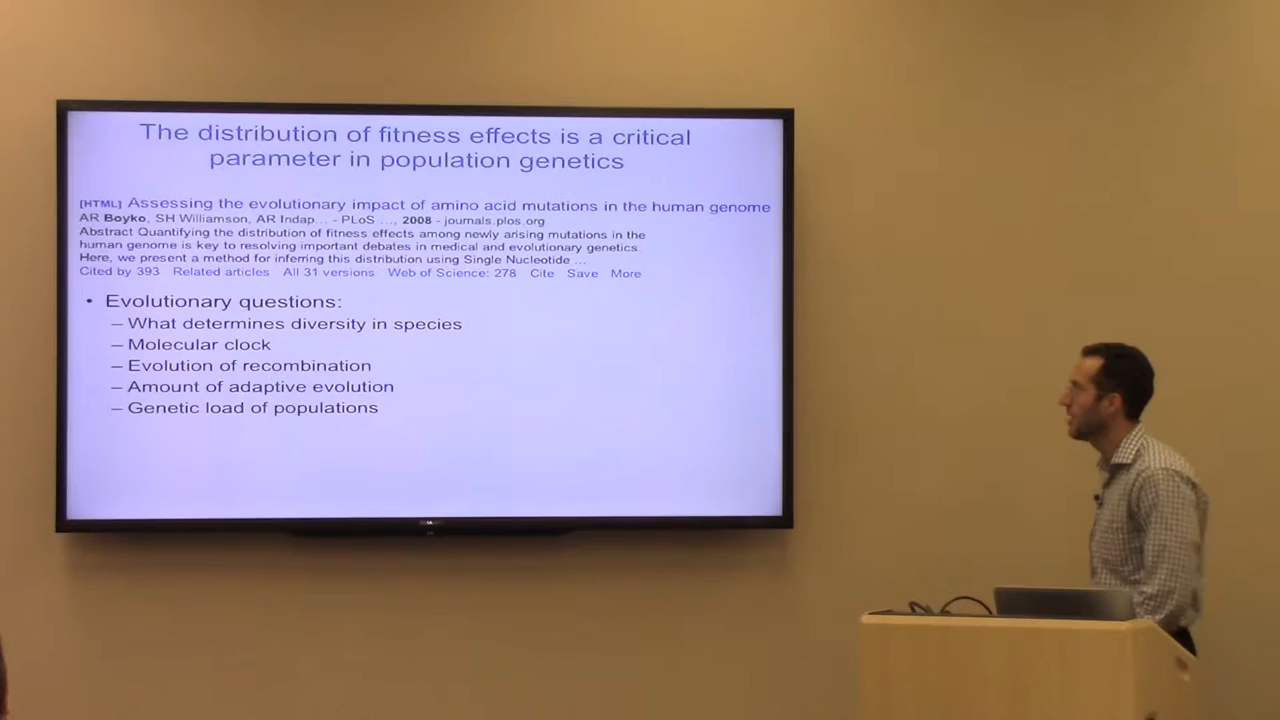 The distribution of fitness effects is a critical
parameter in population genetics
[HTML] Assessing the evolutionary impact of amino acid mutations in the human genome
AR Boyko, SH Williamson, AR Indap... - PLoS ..., 2008 - journals.plos.org
Abstract Quantifying the distribution of fitness effects among newly arising mutations in the
human genome is key to resolving important debates in medical and evolutionary genetics.
Here, we present a method for inferring this distribution using Single Nucleotide ...
Cited by 393 Related articles All 31 versions Web of Science: 278 Cite Save More
• Evolutionary questions:
– What determines diversity in species
– Molecular clock
– Evolution of recombination
– Amount of adaptive evolution
– Genetic load of populations